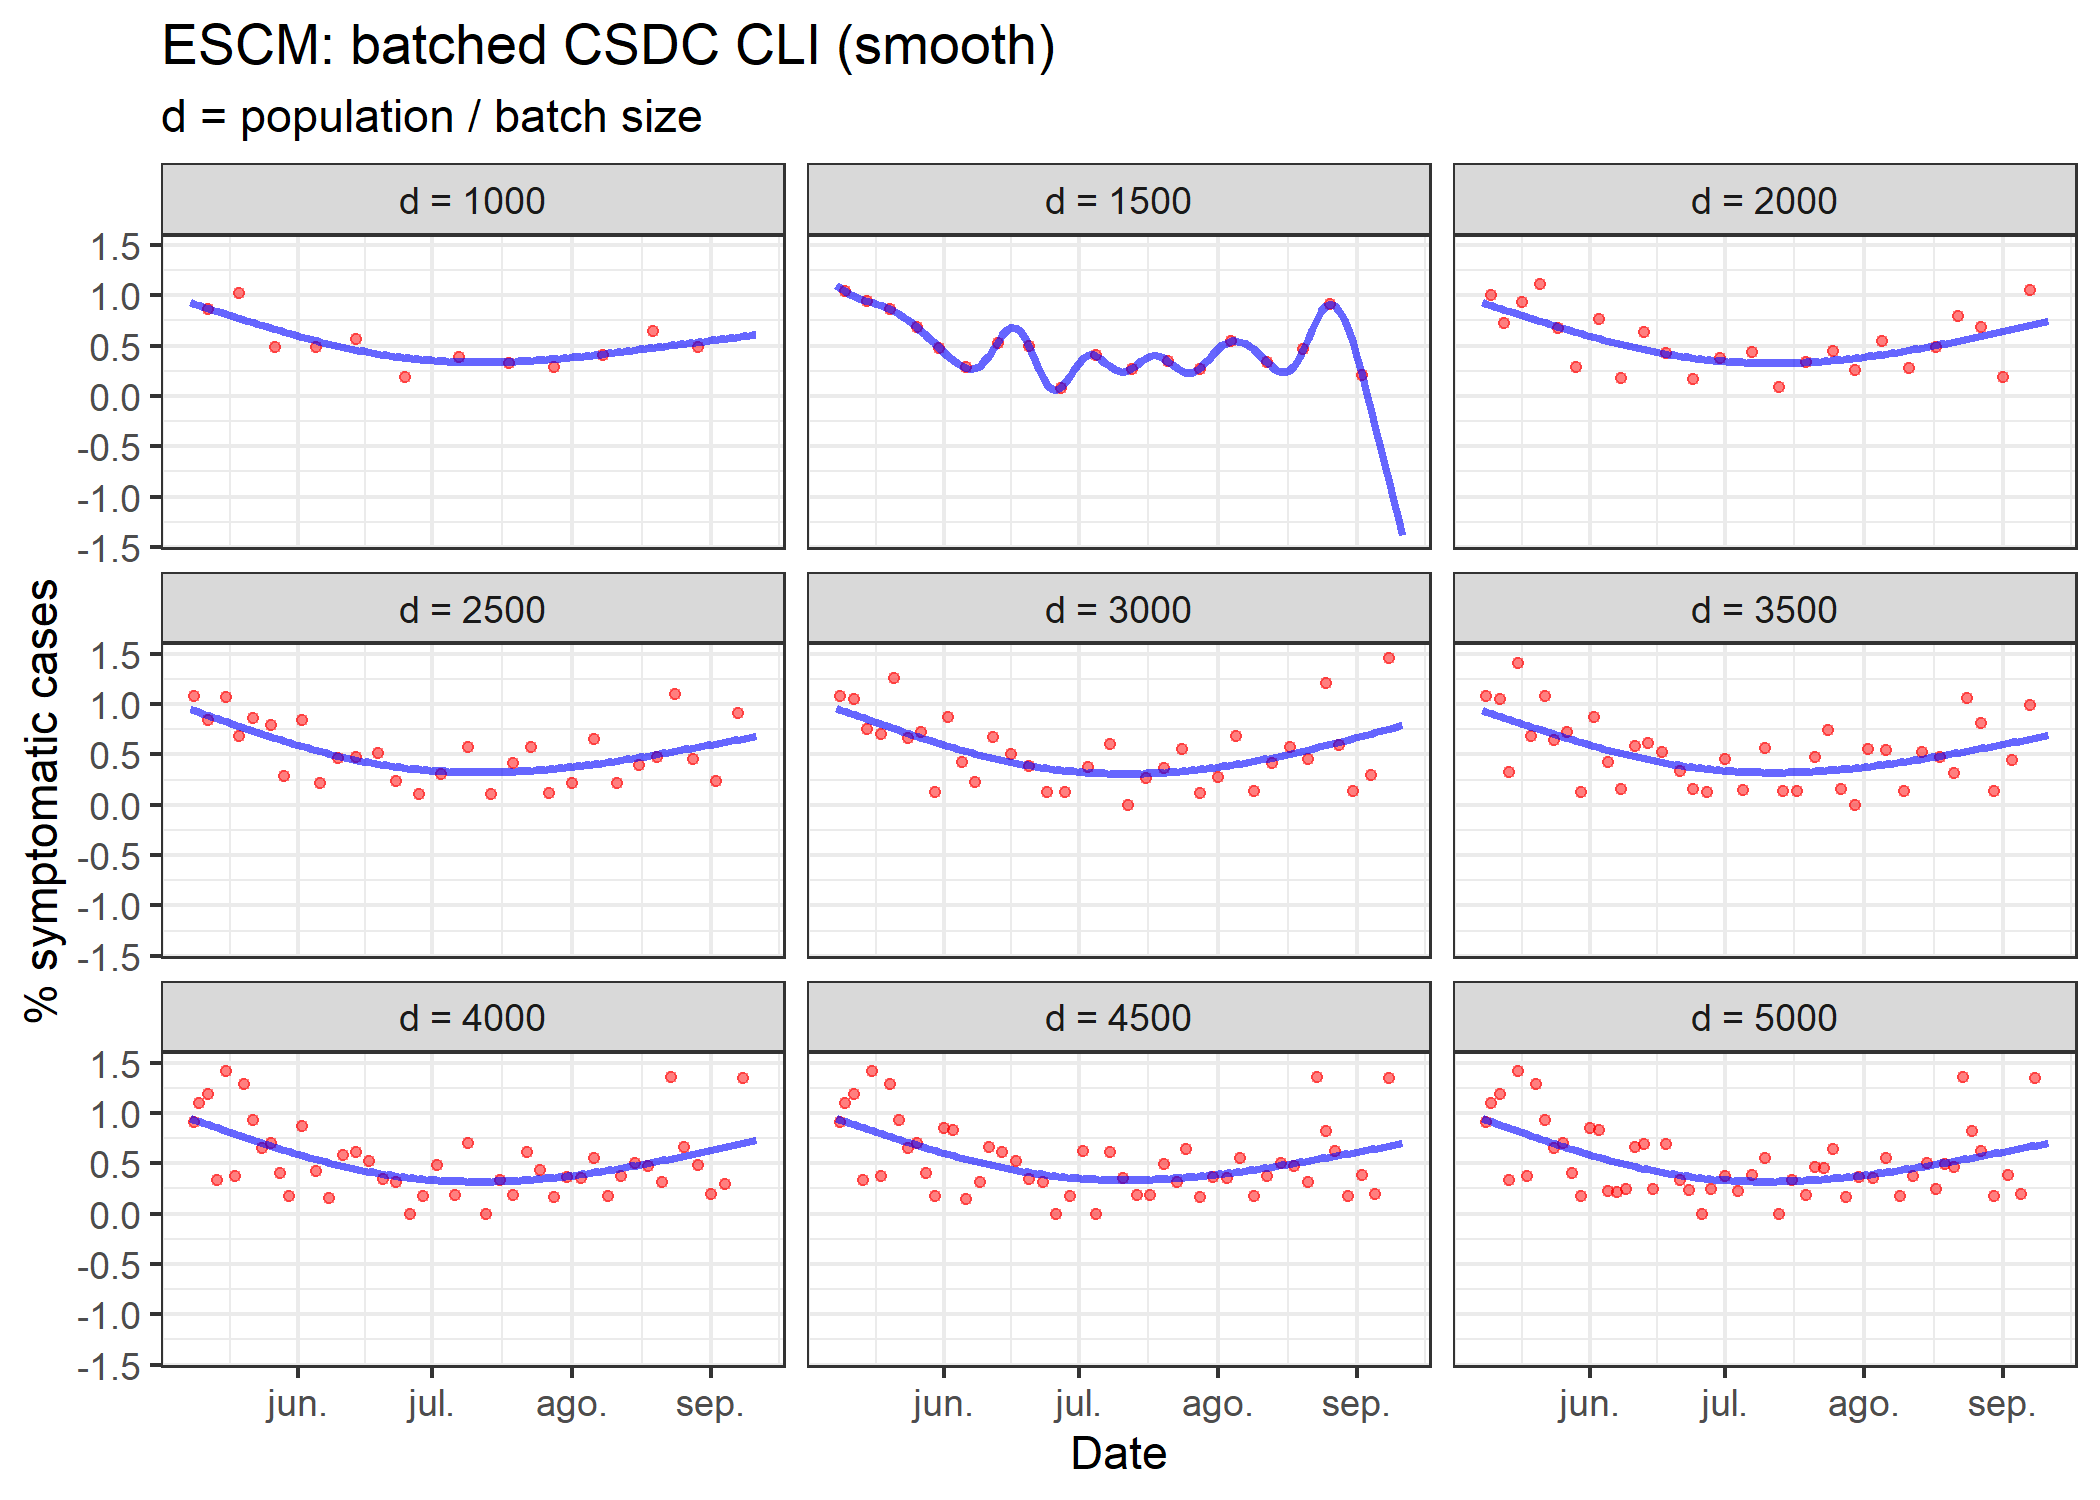 ESCM: batched CSDC CLI (smooth)
d = population / batch size
d = 1000
d = 1500
d = 2000
1.5
1.0
0.5
0.0
-0.5
-1.0
-1.5
d = 2500
d = 3000
d = 3500
1.5
1.0
0.5
0.0
-0.5
-1.0
-1.5
% symptomatic cases
d = 4000
d = 4500
d = 5000
1.5
1.0
0.5
0.0
-0.5
-1.0
-1.5
jun. jul. ago. sep.
jun. jul. ago. sep.
jun. jul. ago. sep.
Date